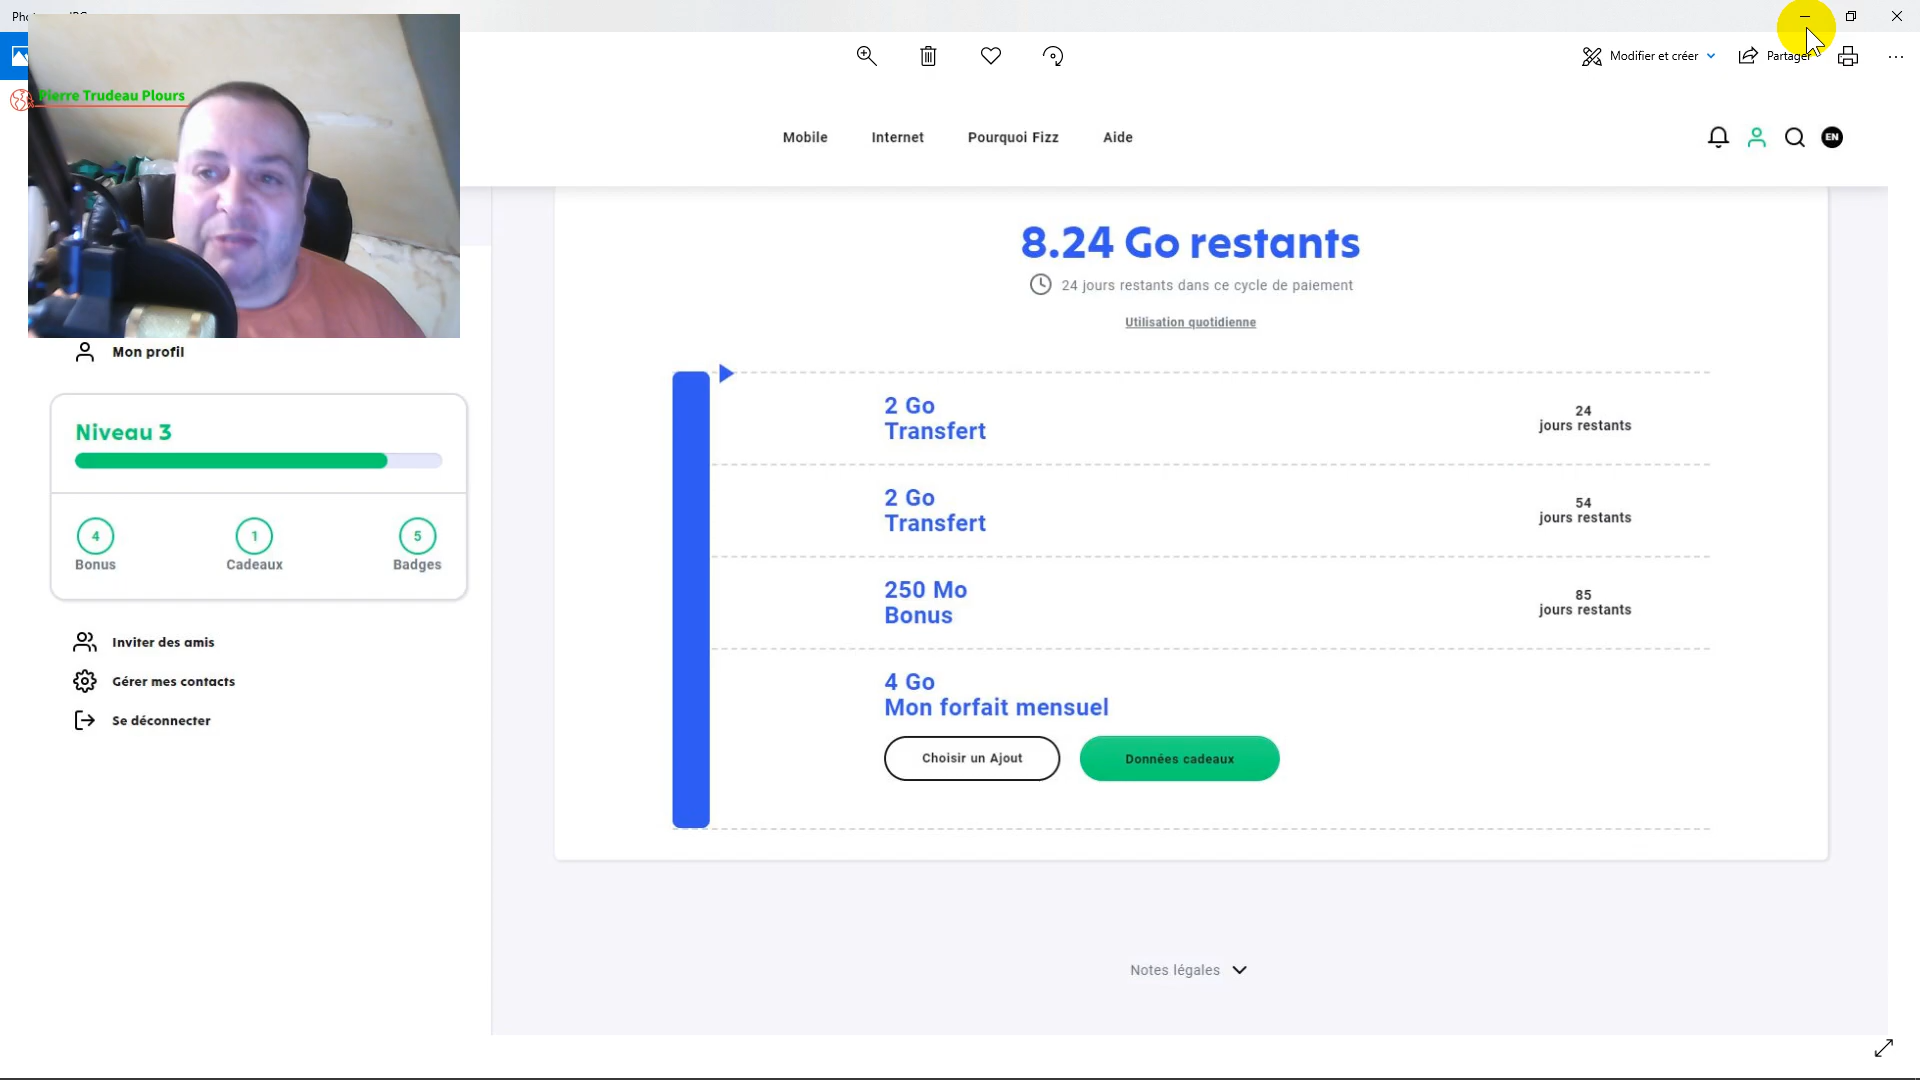 Modifier et créer
Partager
Pierre Trudeau Plours
Mobile
Internet
Pourquoi Fizz
Aide
EN
8.24 Go restants
24 jours restants dans ce cycle de paiement
Utilisation quotidienne
Mon profil
Niveau 3
4
Bonus
1
Cadeaux
5
Badges
Inviter des amis
Gérer mes contacts
Se déconnecter
2 Go
Transfert
24
jours restants
2 Go
Transfert
54
jours restants
250 Mo
Bonus
85
jours restants
4 Go
Mon forfait mensuel
Choisir un Ajout
Données cadeaux
Notes légales